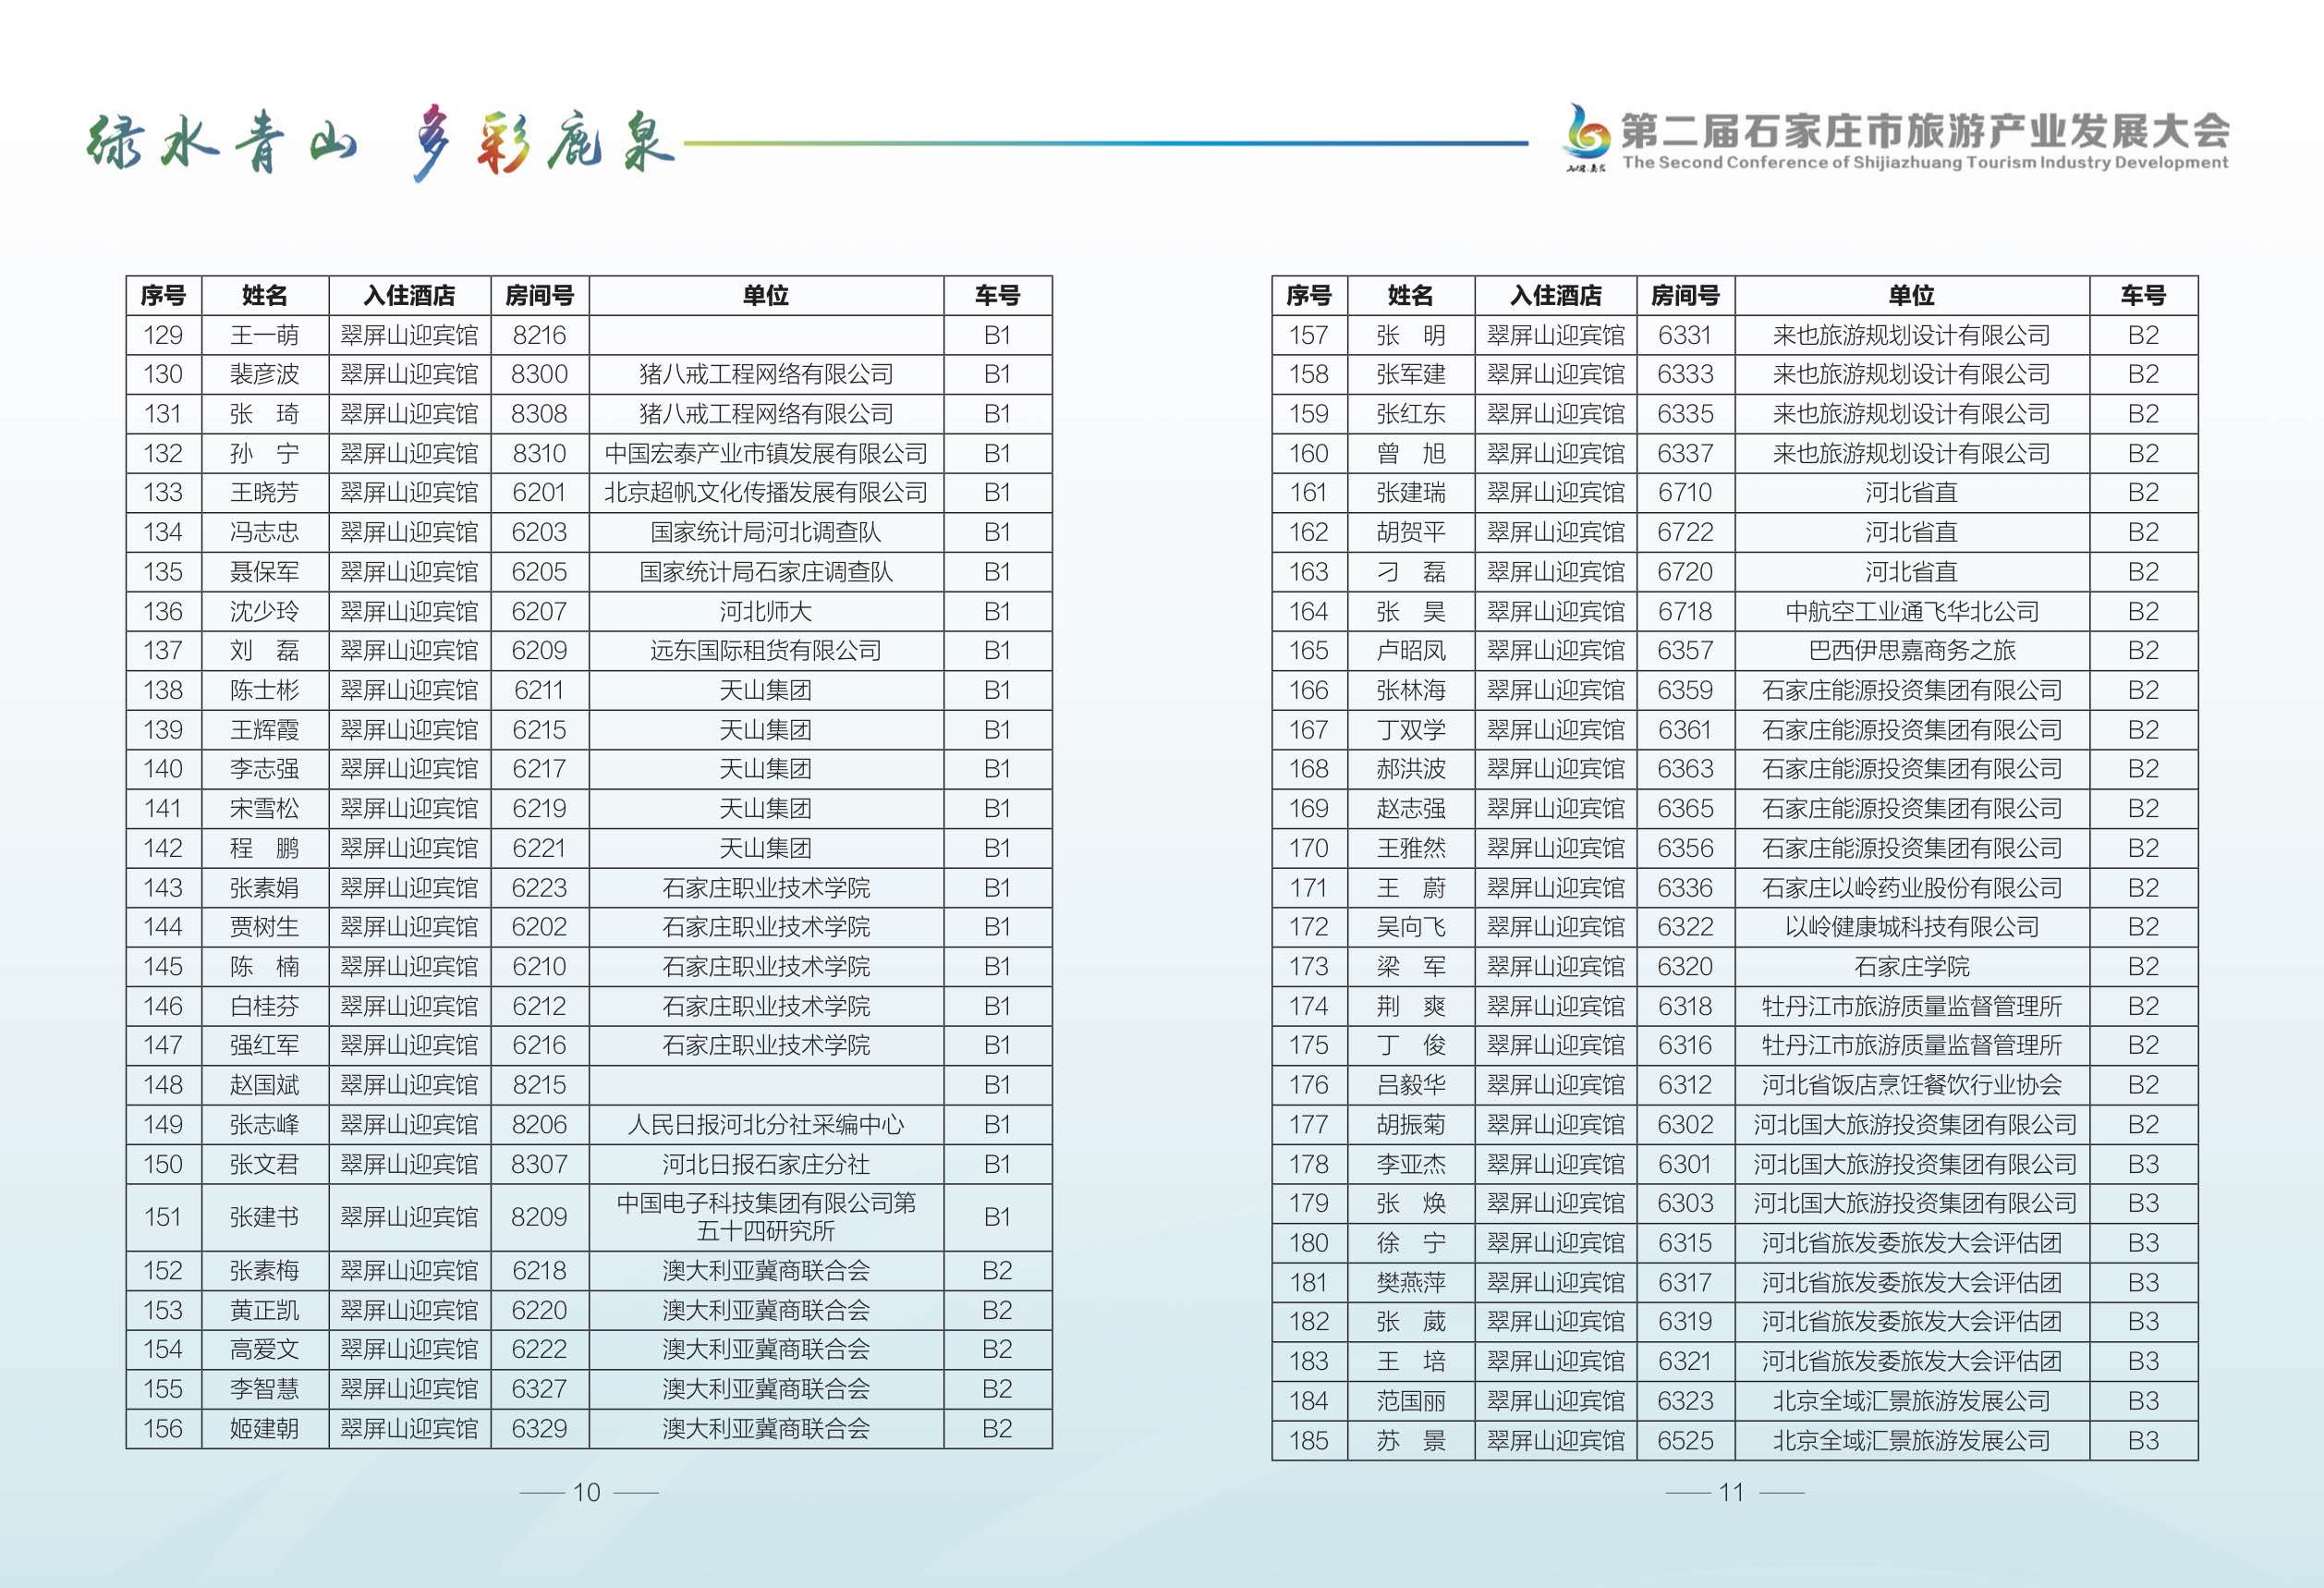 绿水青山 多彩鹿泉
第二届石家庄市旅游产业发展大会
The Second Conference of Shijiazhuang Tourism Industry Development
序号 姓名 入住酒店 房间号 单位 车号
129 王一萌 翠屏山迎宾馆 8216 B1
130 裴彦波 翠屏山迎宾馆 8300 猪八戒工程网络有限公司 B1
131 张 琦 翠屏山迎宾馆 8308 猪八戒工程网络有限公司 B1
132 孙 宁 翠屏山迎宾馆 8310 中国宏泰产业市镇发展有限公司 B1
133 王晓芳 翠屏山迎宾馆 6201 北京超帆文化传播发展有限公司 B1
134 冯志忠 翠屏山迎宾馆 6203 国家统计局河北调查队 B1
135 聂保军 翠屏山迎宾馆 6205 国家统计局石家庄调查队 B1
136 沈少玲 翠屏山迎宾馆 6207 河北师大 B1
137 刘 磊 翠屏山迎宾馆 6209 远东国际租货有限公司 B1
138 陈士彬 翠屏山迎宾馆 6211 天山集团 B1
139 王辉霞 翠屏山迎宾馆 6215 天山集团 B1
140 李志强 翠屏山迎宾馆 6217 天山集团 B1
141 宋雪松 翠屏山迎宾馆 6219 天山集团 B1
142 程 鹏 翠屏山迎宾馆 6221 天山集团 B1
143 张素娟 翠屏山迎宾馆 6223 石家庄职业技术学院 B1
144 贾树生 翠屏山迎宾馆 6202 石家庄职业技术学院 B1
145 陈 楠 翠屏山迎宾馆 6210 石家庄职业技术学院 B1
146 白桂芬 翠屏山迎宾馆 6212 石家庄职业技术学院 B1
147 强红军 翠屏山迎宾馆 6216 石家庄职业技术学院 B1
148 赵国斌 翠屏山迎宾馆 8215 B1
149 张志峰 翠屏山迎宾馆 8206 人民日报河北分社采编中心 B1
150 张文君 翠屏山迎宾馆 8307 河北日报石家庄分社 B1
151 张建书 翠屏山迎宾馆 8209 中国电子科技集团有限公司第
五十四研究所 B1
152 张素梅 翠屏山迎宾馆 6218 澳大利亚冀商联合会 B2
153 黄正凯 翠屏山迎宾馆 6220 澳大利亚冀商联合会 B2
154 高爱文 翠屏山迎宾馆 6222 澳大利亚冀商联合会 B2
155 李智慧 翠屏山迎宾馆 6327 澳大利亚冀商联合会 B2
156 姬建朝 翠屏山迎宾馆 6329 澳大利亚冀商联合会 B2
10
序号 姓名 入住酒店 房间号 单位 车号
157 张 明 翠屏山迎宾馆 6331 来也旅游规划设计有限公司 B2
158 张军建 翠屏山迎宾馆 6333 来也旅游规划设计有限公司 B2
159 张红东 翠屏山迎宾馆 6335 来也旅游规划设计有限公司 B2
160 曾 旭 翠屏山迎宾馆 6337 来也旅游规划设计有限公司 B2
161 张建瑞 翠屏山迎宾馆 6710 河北省直 B2
162 胡贺平 翠屏山迎宾馆 6722 河北省直 B2
163 刁 磊 翠屏山迎宾馆 6720 河北省直 B2
164 张 昊 翠屏山迎宾馆 6718 中航空工业通飞华北公司 B2
165 卢昭凤 翠屏山迎宾馆 6357 巴西伊思嘉商务之旅 B2
166 张林海 翠屏山迎宾馆 6359 石家庄能源投资集团有限公司 B2
167 丁双学 翠屏山迎宾馆 6361 石家庄能源投资集团有限公司 B2
168 郝洪波 翠屏山迎宾馆 6363 石家庄能源投资集团有限公司 B2
169 赵志强 翠屏山迎宾馆 6365 石家庄能源投资集团有限公司 B2
170 王雅然 翠屏山迎宾馆 6356 石家庄能源投资集团有限公司 B2
171 王 蔚 翠屏山迎宾馆 6336 石家庄以岭药业股份有限公司 B2
172 吴向飞 翠屏山迎宾馆 6322 以岭健康城科技有限公司 B2
173 梁 军 翠屏山迎宾馆 6320 石家庄学院 B2
174 荆 爽 翠屏山迎宾馆 6318 牡丹江市旅游质量监督管理所 B2
175 丁 俊 翠屏山迎宾馆 6316 牡丹江市旅游质量监督管理所 B2
176 吕毅华 翠屏山迎宾馆 6312 河北省饭店烹饪餐饮行业协会 B2
177 胡振菊 翠屏山迎宾馆 6302 河北国大旅游投资集团有限公司 B2
178 李亚杰 翠屏山迎宾馆 6301 河北国大旅游投资集团有限公司 B3
179 张 焕 翠屏山迎宾馆 6303 河北国大旅游投资集团有限公司 B3
180 徐 宁 翠屏山迎宾馆 6315 河北省旅发委旅发大会评估团 B3
181 樊燕萍 翠屏山迎宾馆 6317 河北省旅发委旅发大会评估团 B3
182 张 葳 翠屏山迎宾馆 6319 河北省旅发委旅发大会评估团 B3
183 王 培 翠屏山迎宾馆 6321 河北省旅发委旅发大会评估团 B3
184 范国丽 翠屏山迎宾馆 6323 北京全域汇景旅游发展公司 B3
185 苏 景 翠屏山迎宾馆 6525 北京全域汇景旅游发展公司 B3
11